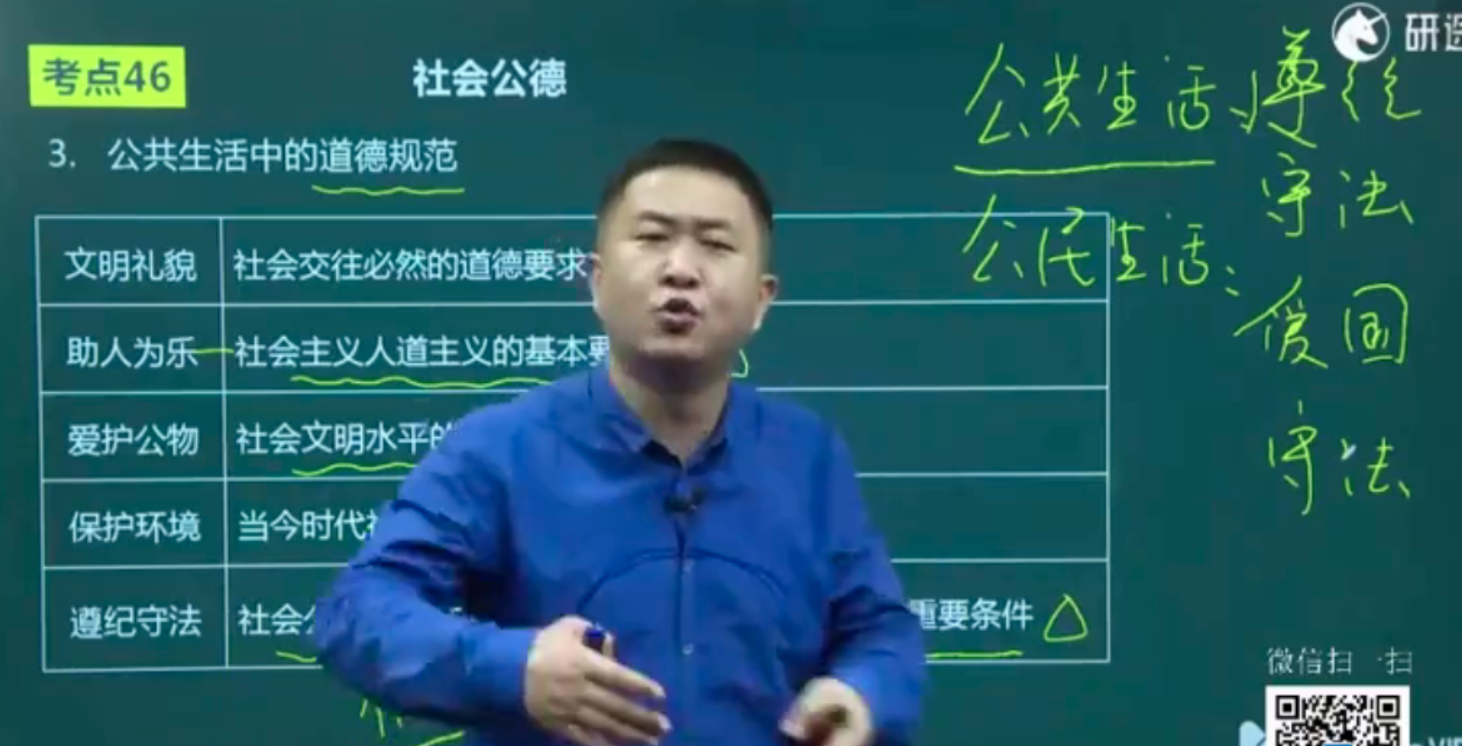 研
考点46
社会公德
公共生活:遵纪
守法
3. 公共生活中的道德规范
公民生活:
爱国
守法
文明礼貌 社会交往必然的道德要求
助人为乐 社会主义人道主义的基本要
爱护公物 社会文明水平的
保护环境 当今时代
遵纪守法 社会公 重要条件
微信扫一扫